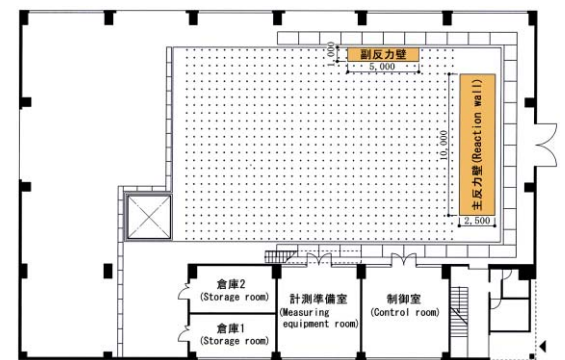 副反力壁
1,000
5,000
10,000
主反力壁(Reaction wall)
2,500
倉庫2
(Storage room)
倉庫1
(Storage room)
計測準備室
(Measuring
equipment room)
制御室
(Control room)